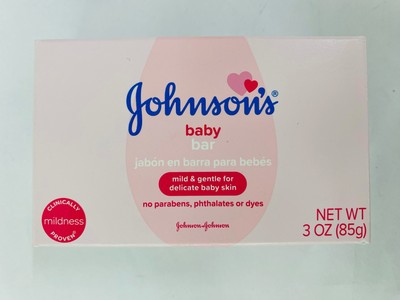 Johnson's®
baby
bar
jabón en barra para bebés
mild & gentle for
delicate baby skin
no parabens, phthalates or dyes
Johnson & Johnson
CLINICALLY
mildness
PROVEN®
NET WT
3 OZ (85g)